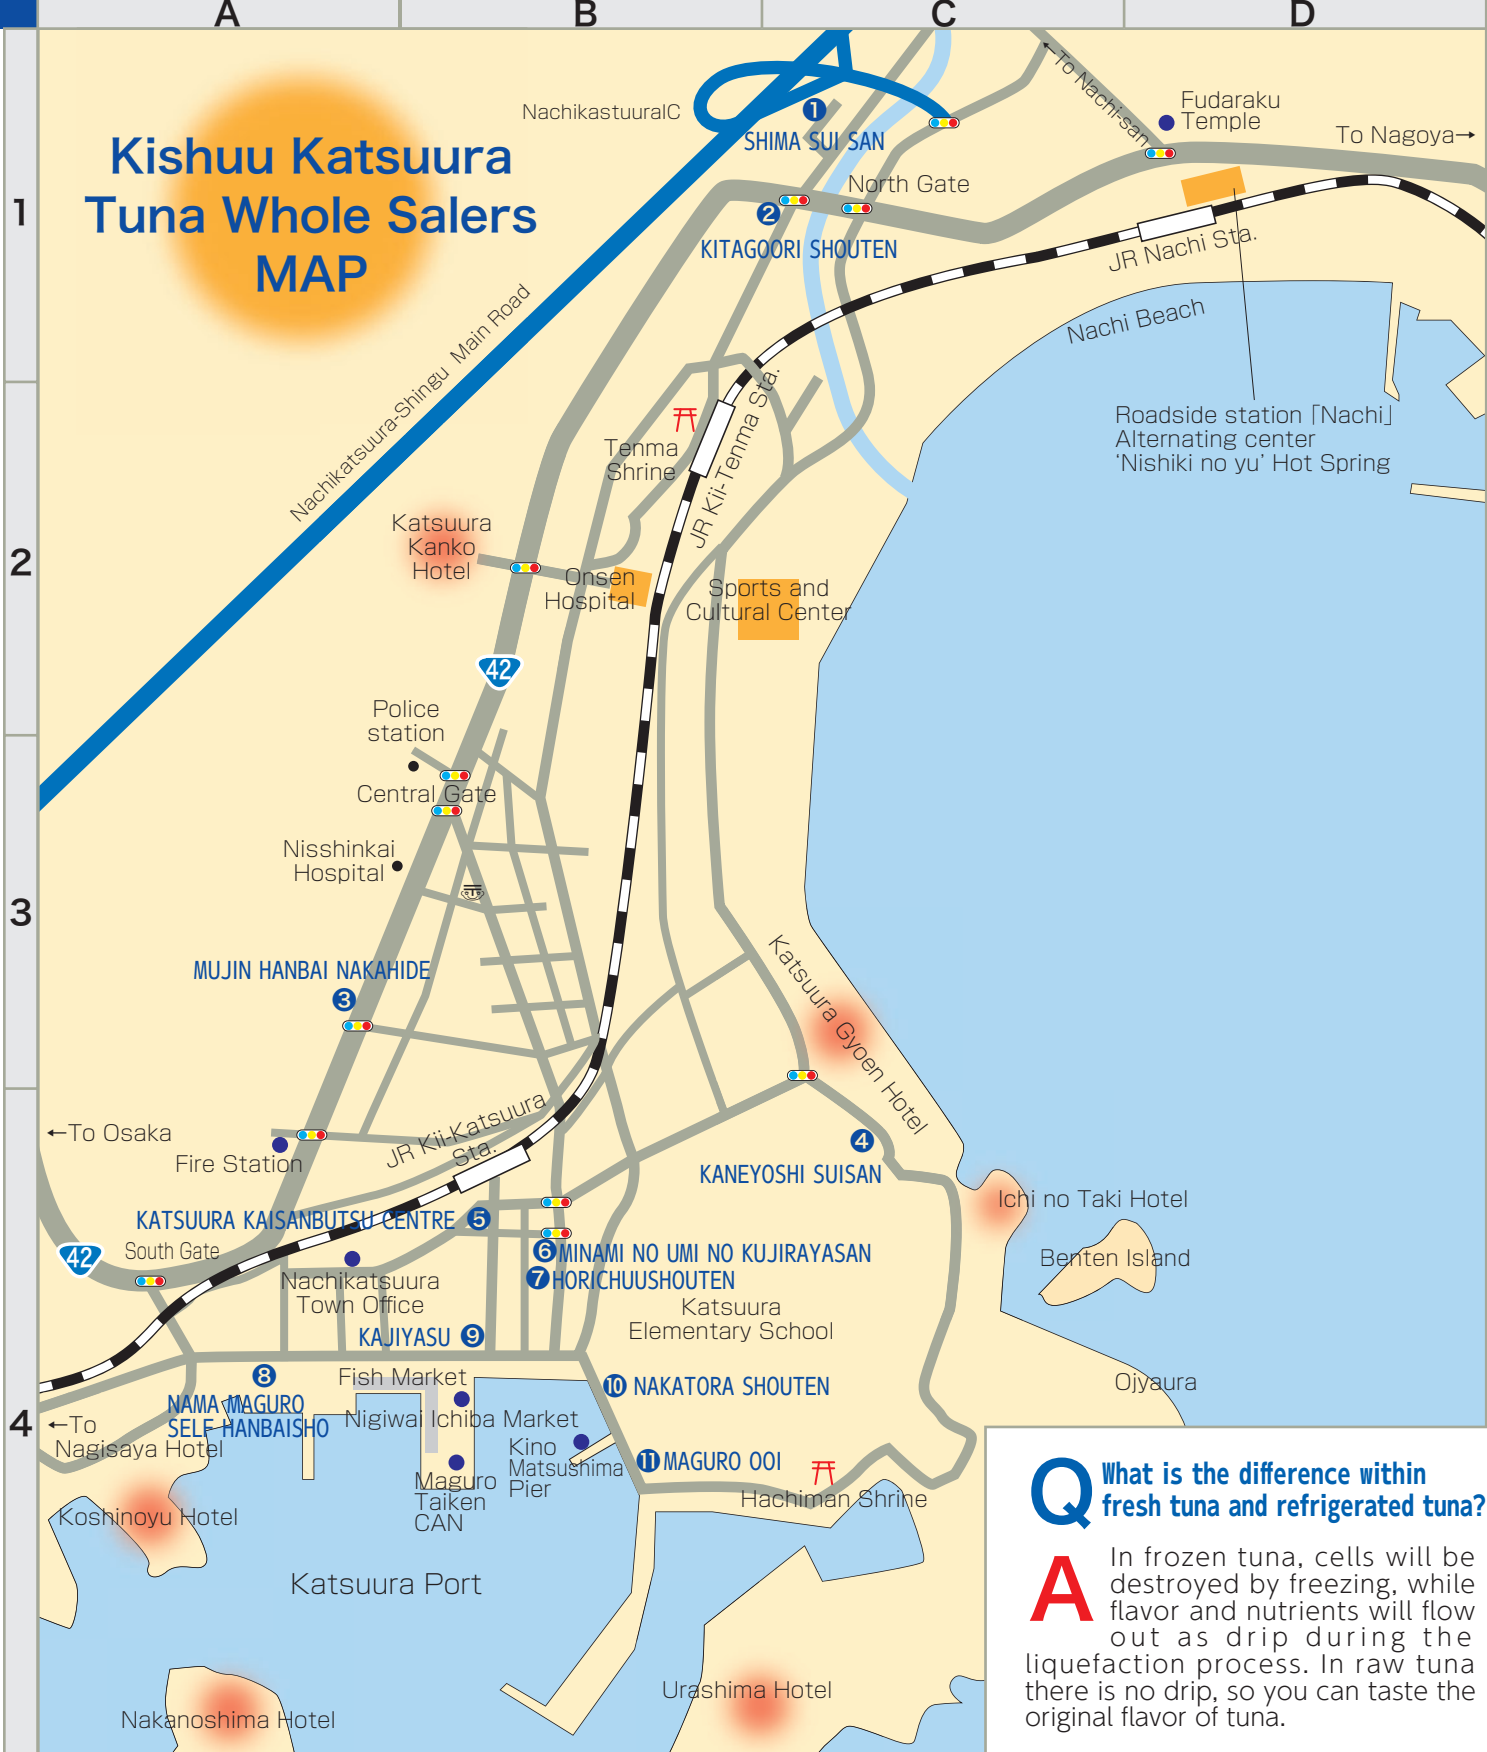 A
B
C
D
1
2
3
4
Kishuu Katsuura
Tuna Whole Salers
MAP
NachikastuuraIC
1
SHIMA SUI SAN
←To Nachi-san
Fudaraku
Temple
To Nagoya→
North Gate
2
KITAGOORI SHOUTEN
JR Nachi Sta.
Nachi Beach
Nachikatsuura-Shingu Main Road
Roadside station「Nachi」
Alternating center
‘Nishiki no yu’ Hot Spring
Tenma
Shrine
JR Kii-Tenma Sta.
Katsuura
Kanko
Hotel
Onsen
Hospital
Sports and
Cultural Center
42
Police
station
Central Gate
Nisshinkai
Hospital
MUJIN HANBAI NAKAHIDE
3
Katsuura Gyoen Hotel
←To Osaka
Fire Station
JR Kii-Katsuura
Sta.
4
KANEYOSHI SUISAN
Ichi no Taki Hotel
KATSUURA KAISANBUTSU CENTRE 5
42
South Gate
6 MINAMI NO UMI NO KUJIRAYASAN
7 HORICHUUSHOUTEN
Benten Island
Nachikatsuura
Town Office
Katsuura
Elementary School
KAJIYASU 9
8
NAMA MAGURO
SELF HANBAISHO
Fish Market
10 NAKATORA SHOUTEN
Ojyaura
←To
Nagisaya Hotel
Nigiwai Ichiba Market
Kino
Matsushima
Pier
11 MAGURO OOI
Maguro
Taiken
CAN
Hachiman Shrine
Koshinoyu Hotel
Katsuura Port
Urashima Hotel
Nakanoshima Hotel
Q What is the difference within
fresh tuna and refrigerated tuna?
A In frozen tuna, cells will be
destroyed by freezing, while
flavor and nutrients will flow
out as drip during the
liquefaction process. In raw tuna
there is no drip, so you can taste the
original flavor of tuna.